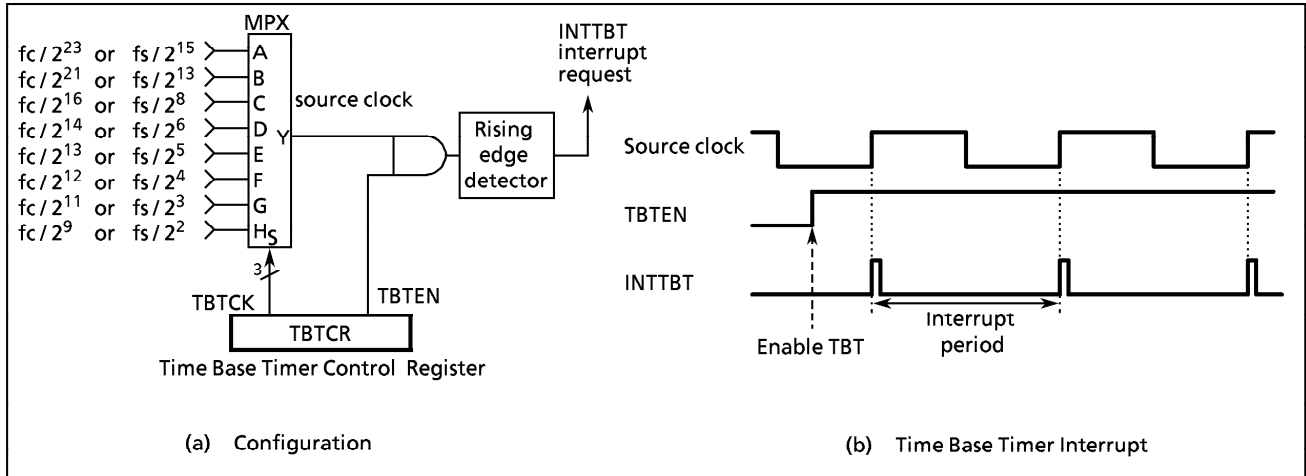 MPX
fc/2^23 or fs/2^15 A
fc/2^21 or fs/2^13 B
fc/2^16 or fs/2^8 C
fc/2^14 or fs/2^6 D
fc/2^13 or fs/2^5 E
fc/2^12 or fs/2^4 F
fc/2^11 or fs/2^3 G
fc/2^9 or fs/2^2 H
S
Y
source clock
3
TBTCK
TBTEN
TBTCR
Time Base Timer Control Register
Rising
edge
detector
INTTBT
interrupt
request
(a) Configuration
Source clock
TBTEN
INTTBT
Enable TBT
Interrupt
period
(b) Time Base Timer Interrupt